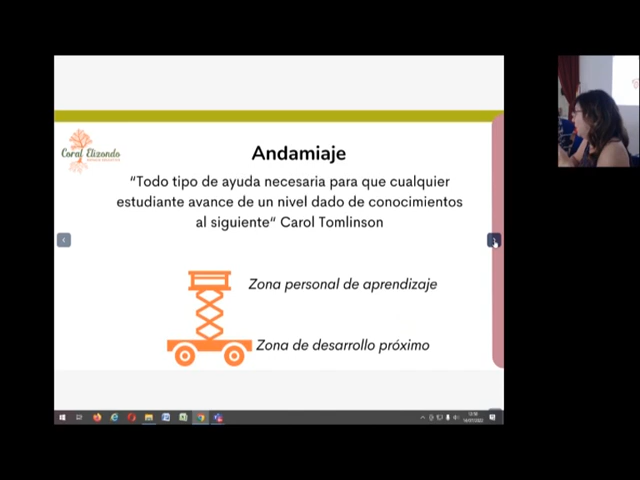 Coral Elizondo
Andamiaje
“Todo tipo de ayuda necesaria para que cualquier
estudiante avance de un nivel dado de conocimientos
al siguiente“ Carol Tomlinson
Zona personal de aprendizaje
Zona de desarrollo próximo